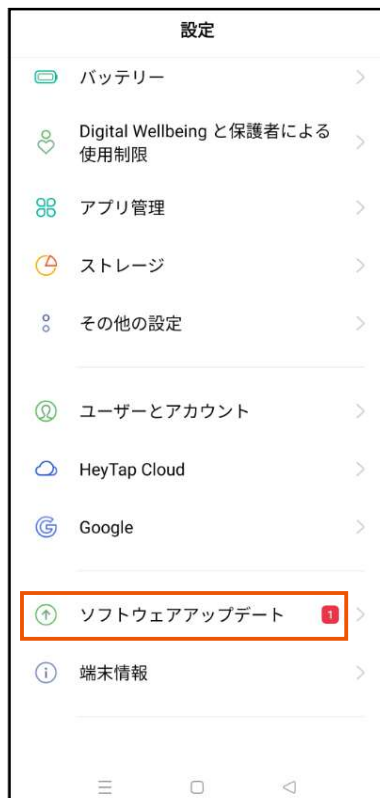 設定
バッテリー
Digital Wellbeing と保護者による
使用制限
アプリ管理
ストレージ
その他の設定
ユーザーとアカウント
HeyTap Cloud
Google
ソフトウェアアップデート 1
端末情報